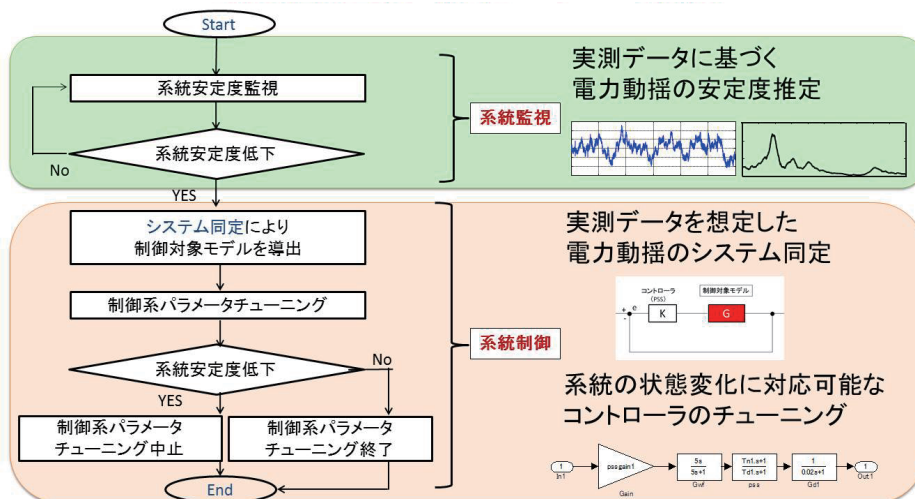 Start
系統安定度監視
系統安定度低下
No
YES
系統監視
実測データに基づく
電力動揺の安定度推定
システム同定により
制御対象モデルを導出
制御系パラメータチューニング
系統安定度低下
No
YES
制御系パラメータ
チューニング中止
制御系パラメータ
チューニング終了
End
系統制御
実測データを想定した
電力動揺のシステム同定
コントローラ
(PSS)
制御対象モデル
+
e
-
K
G
系統の状態変化に対応可能な
コントローラのチューニング
1
In1
pss gain1
Gain
5s
5s+1
Gwf
Tn1.s+1
Td1.s+1
pss
1
0.02s+1
Gd1
1
Out1